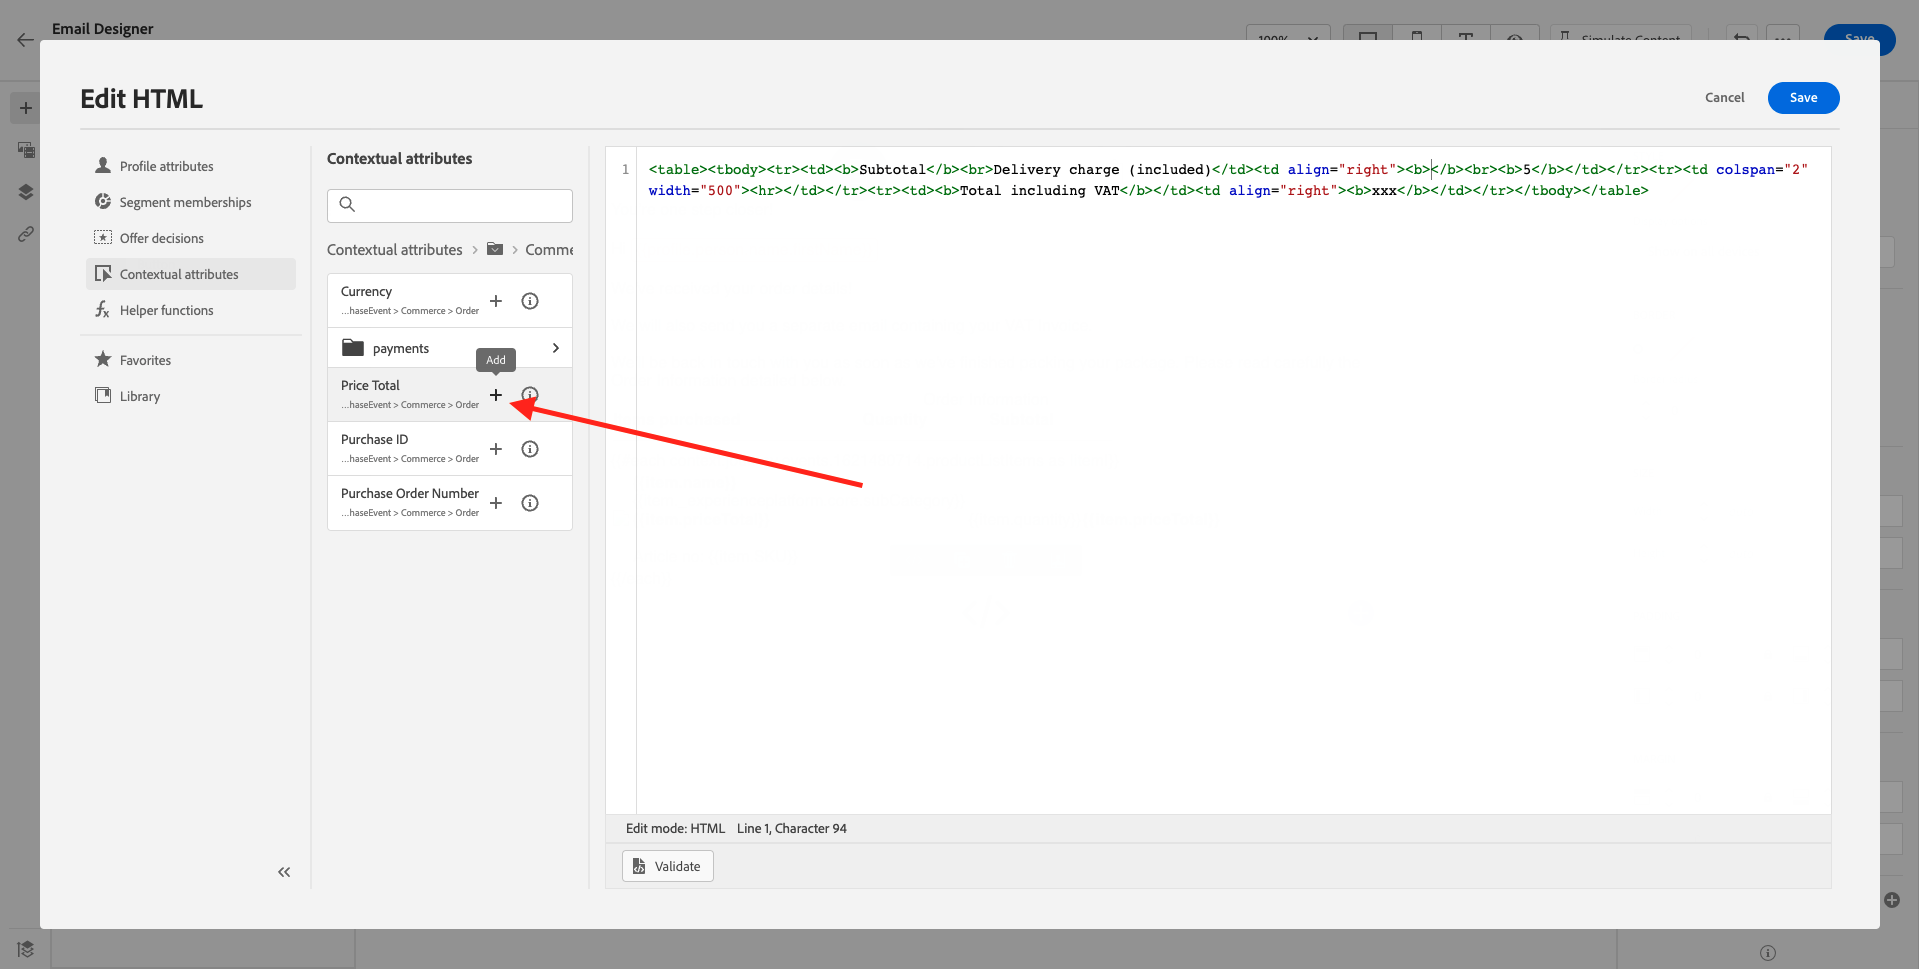 Email Designer
100%
Simulate Content
Save
Edit HTML
Cancel
Save
Profile attributes
Segment memberships
Offer decisions
Contextual attributes
Helper functions
Favorites
Library
Contextual attributes
Contextual attributes > > Comme
Currency
...haseEvent > Commerce > Order
payments
Add
Price Total
...haseEvent > Commerce > Order
Purchase ID
...haseEvent > Commerce > Order
Purchase Order Number
...haseEvent > Commerce > Order
1 <table><tbody><tr><td><b>Subtotal</b><br>Delivery charge (included)</td><td align="right"><b></b><br><b>5</b></td></tr><tr><td colspan="2"
width="500"><hr></td></tr><tr><td><b>Total including VAT</b></td><td align="right"><b>xxx</b></td></tr></tbody></table>
Edit mode: HTML Line 1, Character 94
Validate